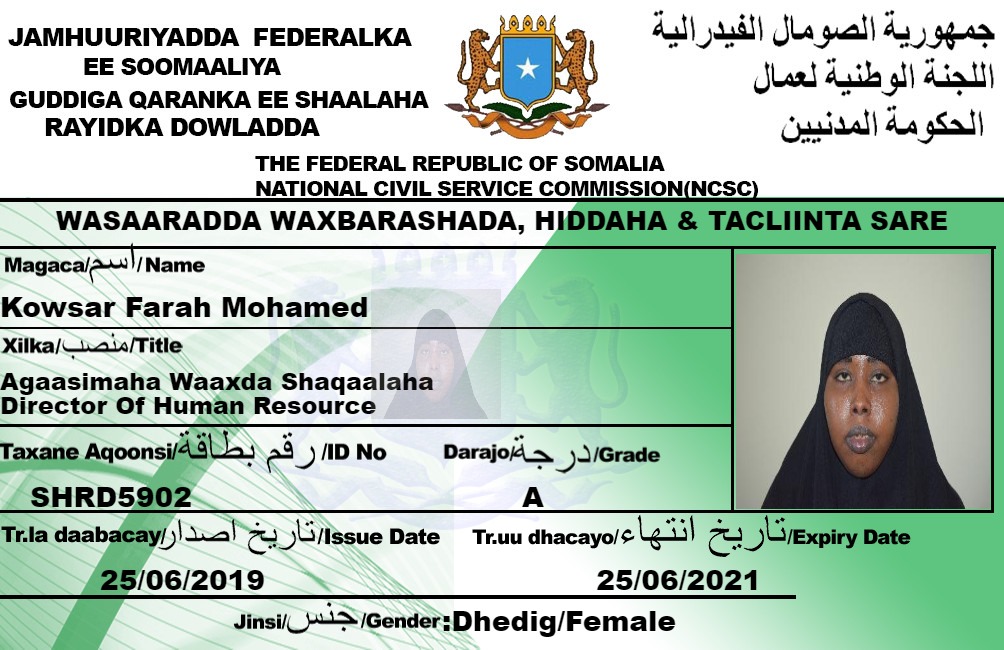 JAMHUURIYADDA FEDERALKA
EE SOOMAALIYA
GUDDIGA QARANKA EE SHAALAHA
RAYIDKA DOWLADDA
جمهورية الصومال الفيدرالية
اللجنة الوطنية لعمال
الحكومة المدنيين
THE FEDERAL REPUBLIC OF SOMALIA
NATIONAL CIVIL SERVICE COMMISSION(NCSC)
WASAARADDA WAXBARASHADA, HIDDAHA & TACLIINTA SARE
Magaca/اسم/Name
Kowsar Farah Mohamed
Xilka/منصب/Title
Agaasimaha Waaxda Shaqaalaha
Director Of Human Resource
Taxane Aqoonsi/رقم بطاقة/ID No Darajo/درجة/Grade
SHRD5902 A
Tr.la daabacay/تاريخ اصدار/Issue Date Tr.uu dhacayo/تاريخ انتهاء/Expiry Date
25/06/2019 25/06/2021
Jinsi/جنس/Gender:Dhedig/Female